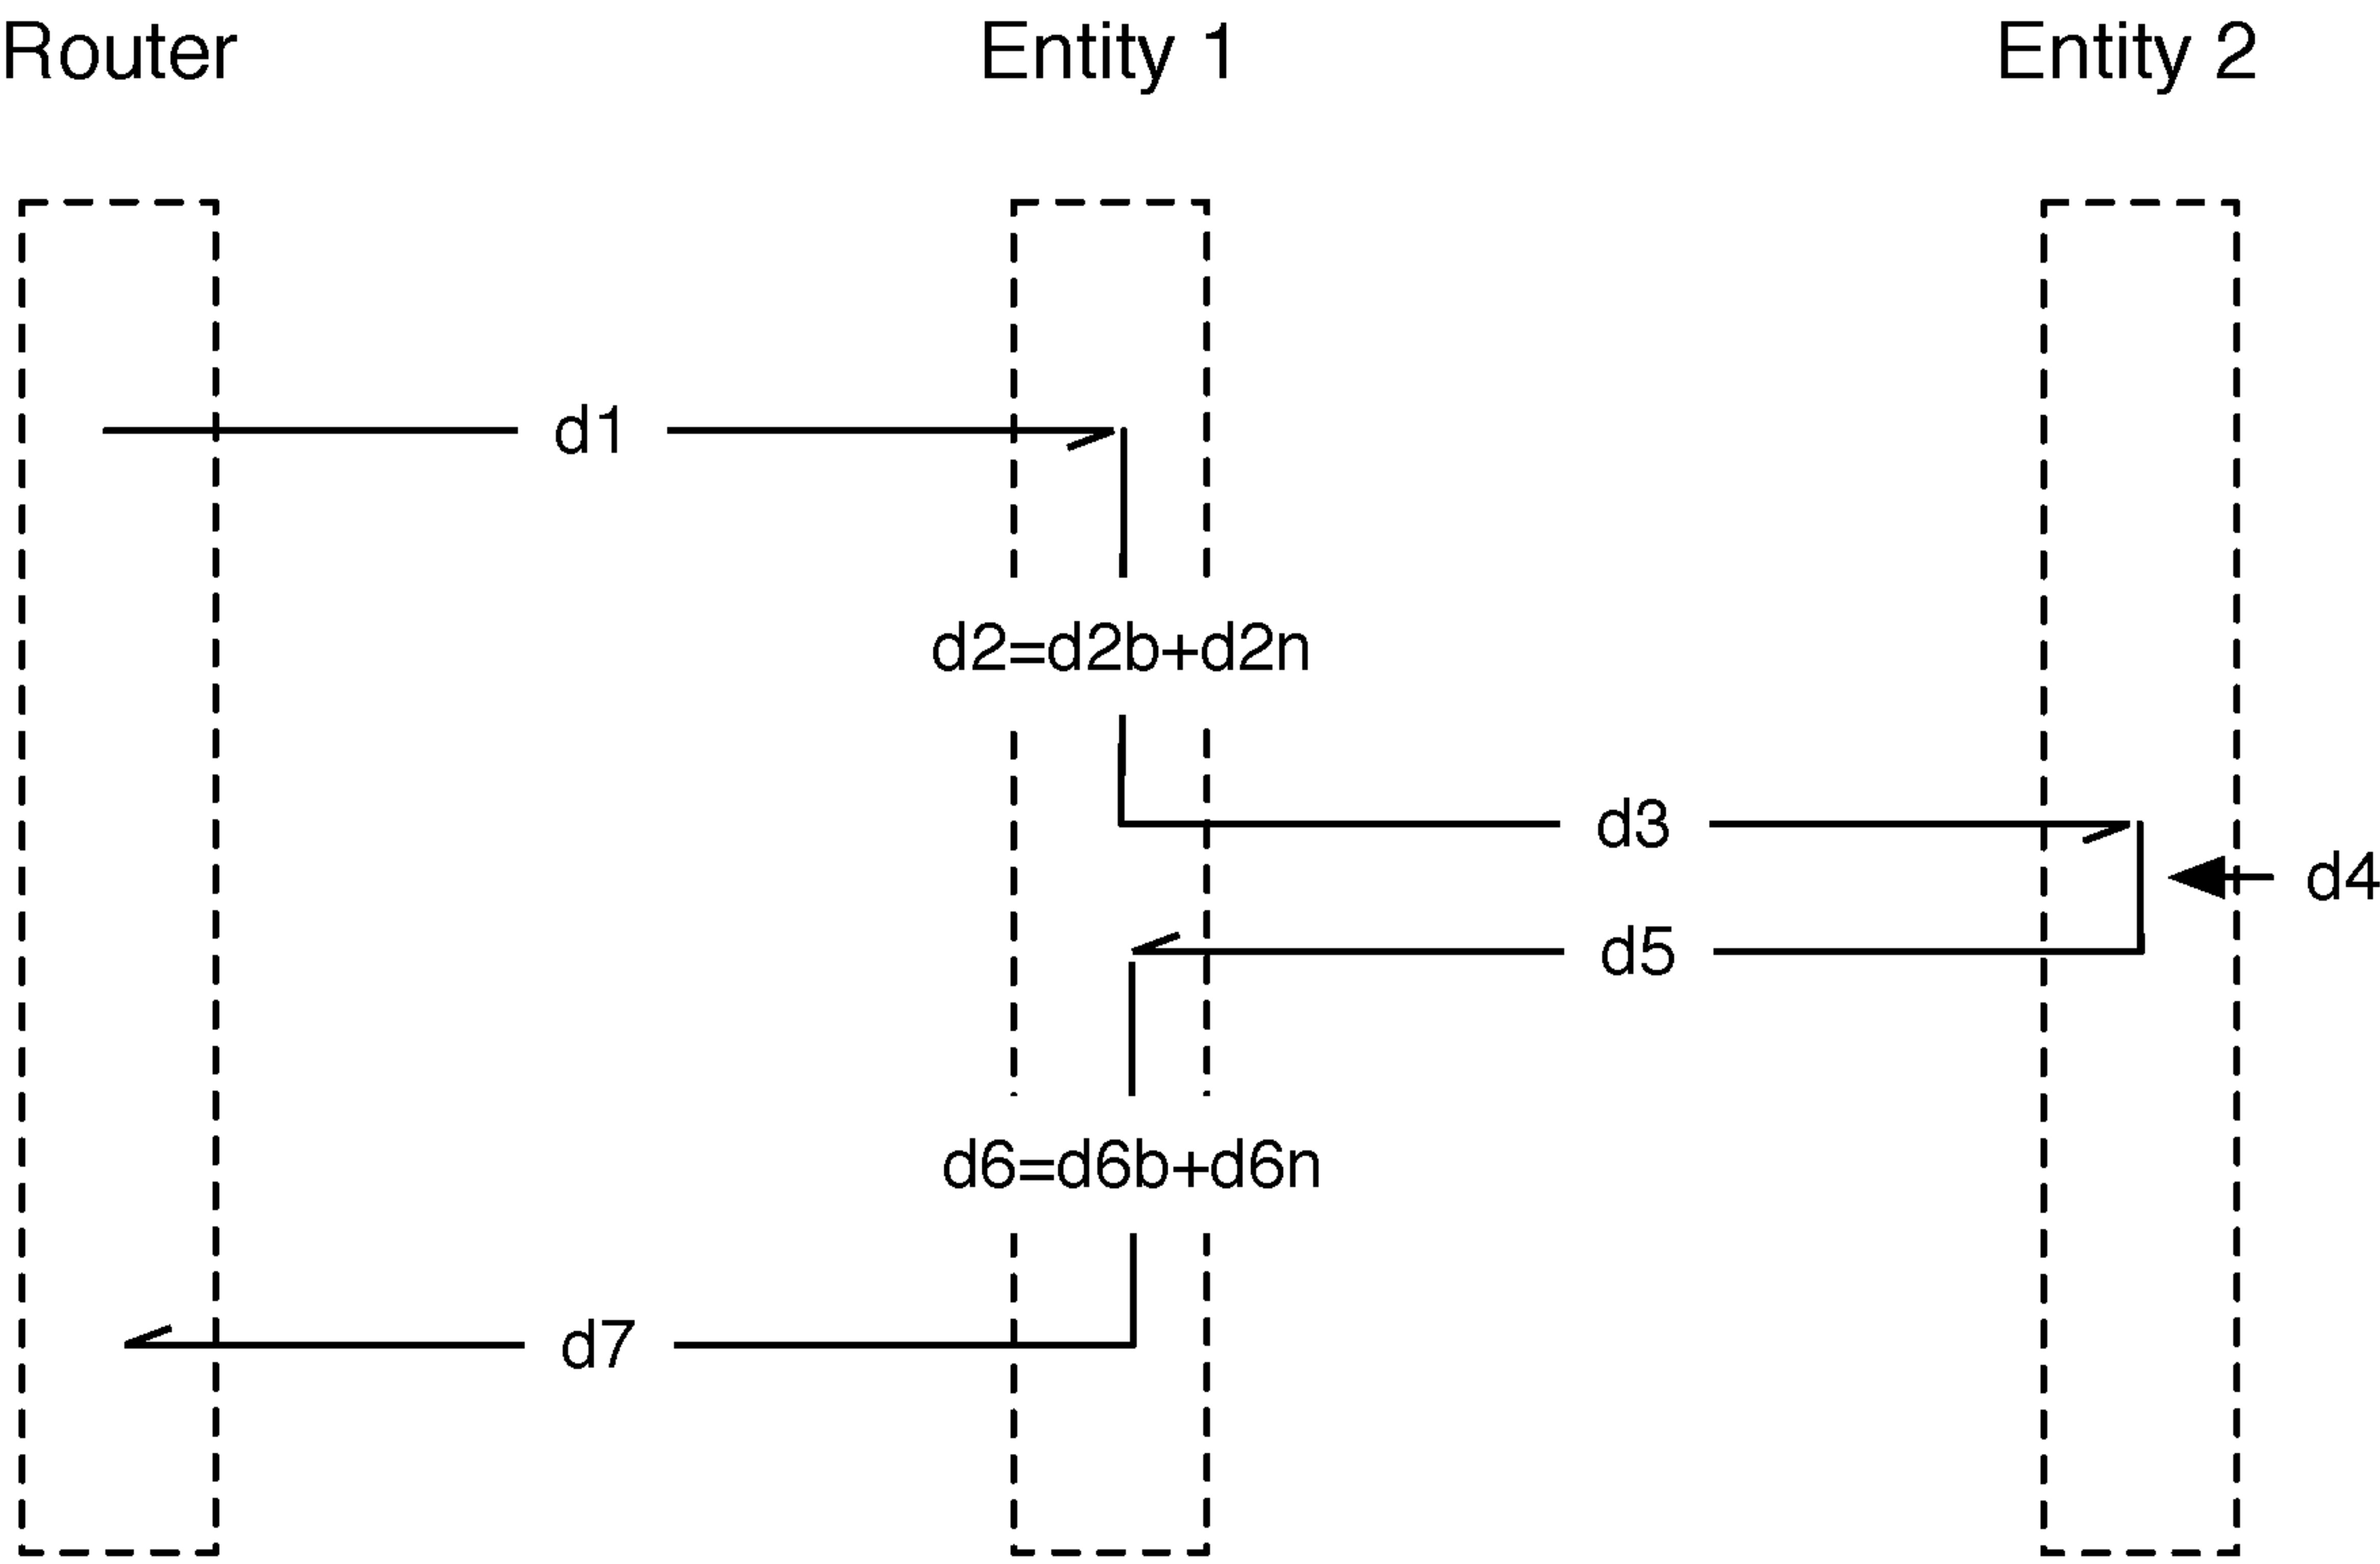 Router Entity 1 Entity 2
d1
d2=d2b+d2n
d3
d4
d5
d6=d6b+d6n
d7